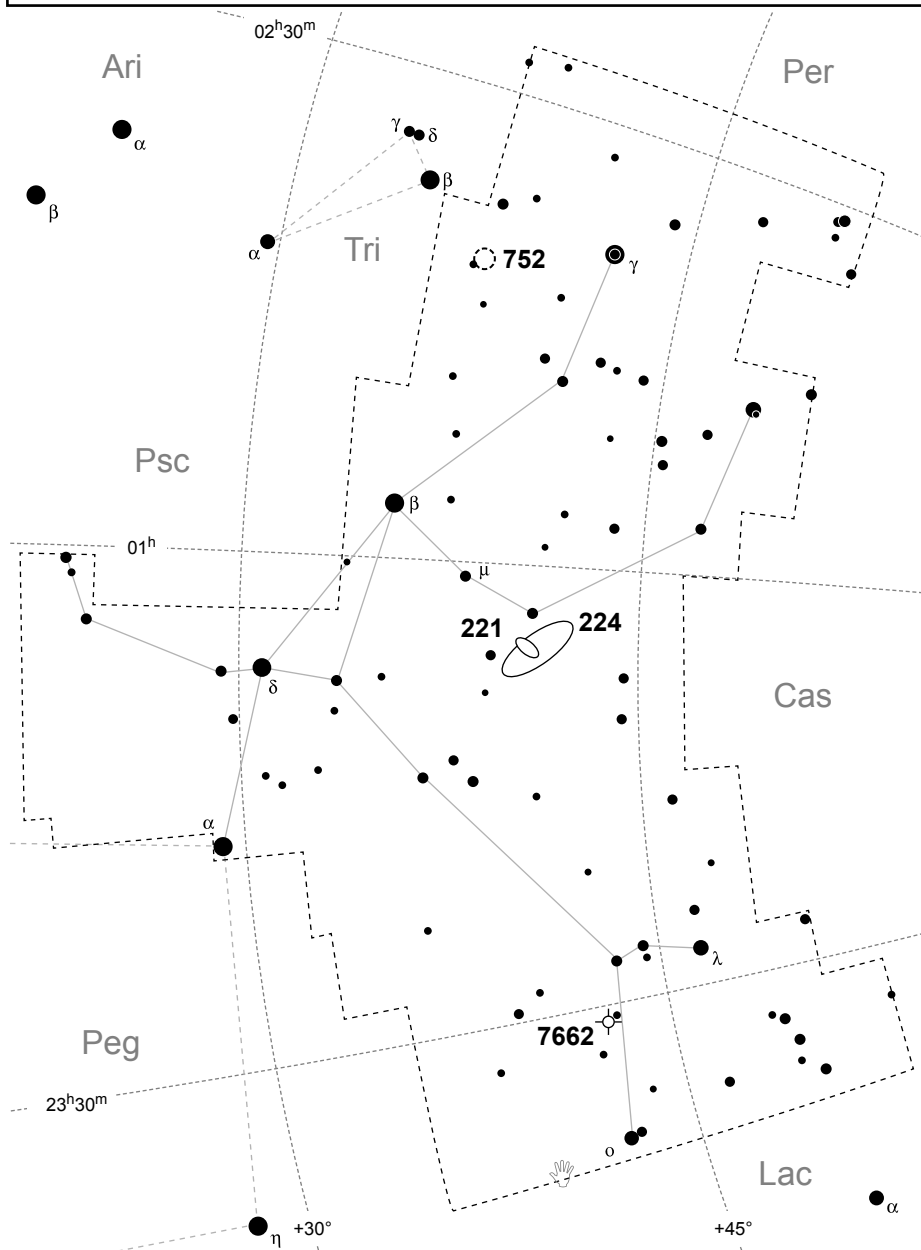 02h30m
Ari
Per
α
γ
δ
β
β
α
Tri
752
γ
Psc
β
01h
μ
221
224
δ
Cas
α
λ
Peg
7662
23h30m
ο
Lac
α
η
+30°
+45°